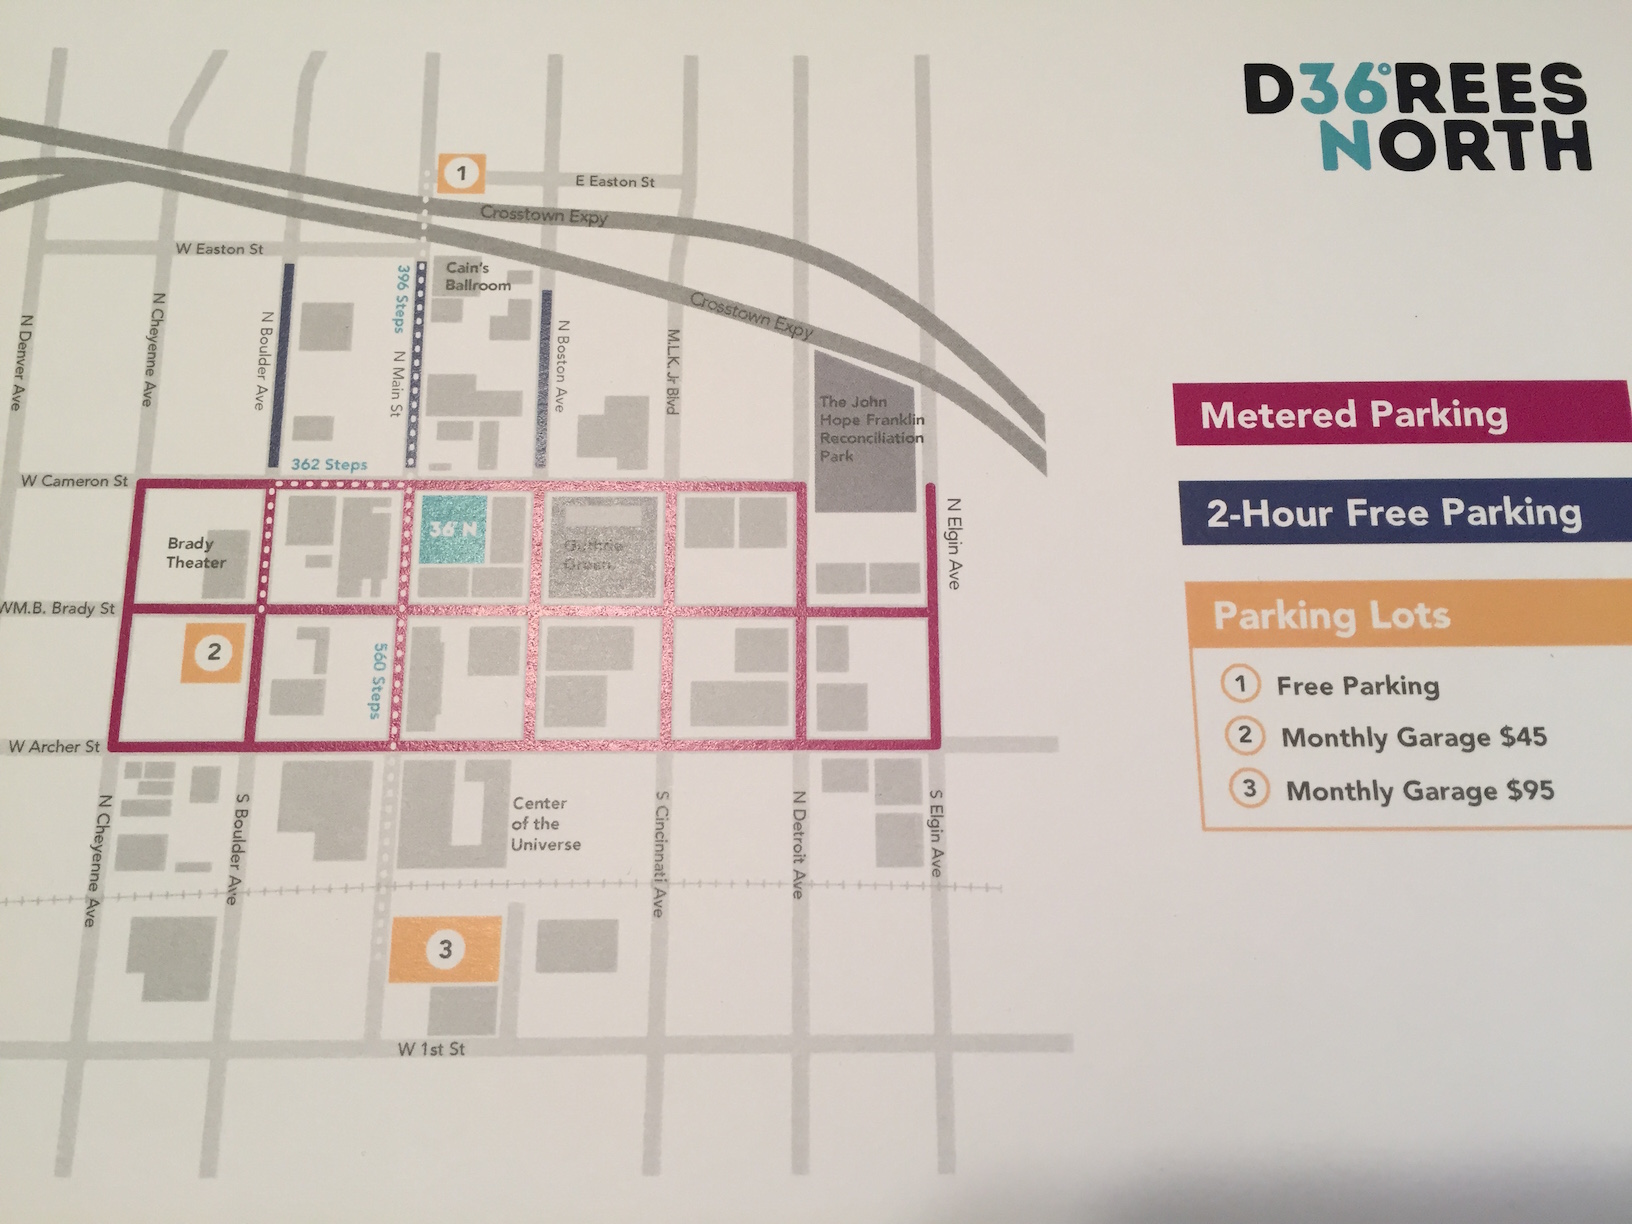 D36°REES
NORTH
1
E Easton St
Crosstown Expy
W Easton St
396 Steps
Cain's
Ballroom
Crosstown Expy
N Denver Ave
N Cheyenne Ave
N Boulder Ave
N Main St
N Boston Ave
M.L.K. Jr Blvd
The John
Hope Franklin
Reconciliation
Park
Metered Parking
362 Steps
W Cameron St
36°N
Guthrie
Green
N Elgin Ave
2-Hour Free Parking
Brady
Theater
WM.B. Brady St
2
560 Steps
Parking Lots
1 Free Parking
2 Monthly Garage $45
3 Monthly Garage $95
W Archer St
N Cheyenne Ave
S Boulder Ave
Center
of the
Universe
S Cincinnati Ave
N Detroit Ave
S Elgin Ave
3
W 1st St